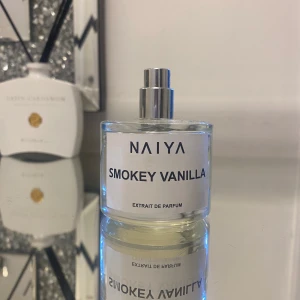 NAIYA
SMOKEY VANILLA
EXTRAIT DE PARFUM